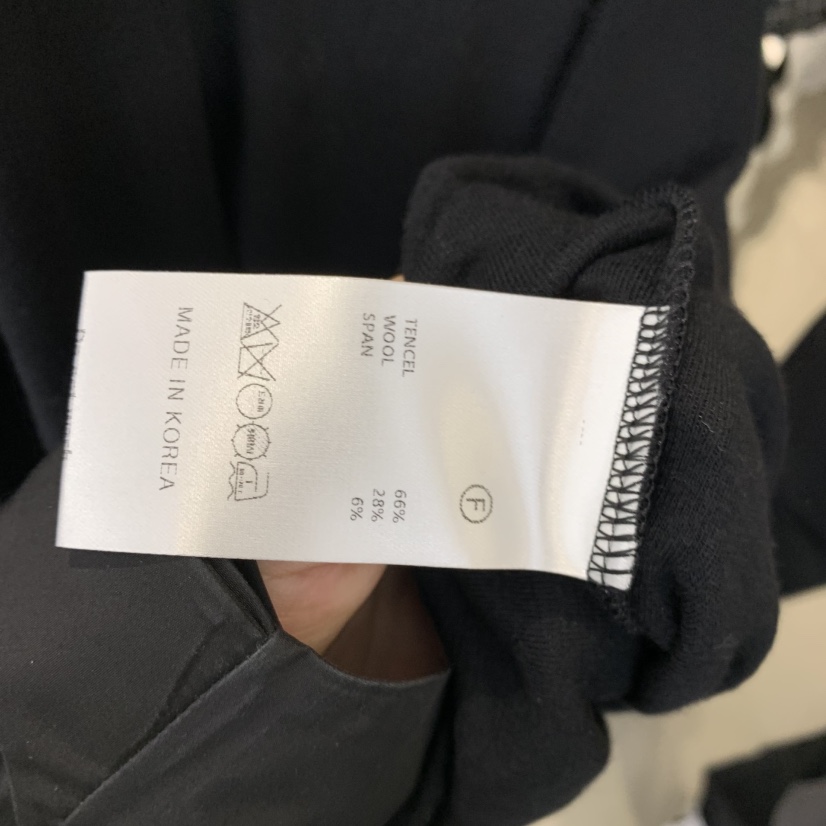 F
TENCEL 66%
WOOL 28%
SPAN 6%
MADE IN KOREA